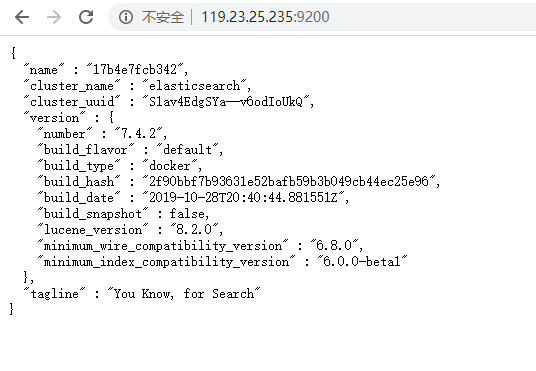 不安全 | 119.23.25.235:9200
{
  "name" : "17b4e7fcb342",
  "cluster_name" : "elasticsearch",
  "cluster_uuid" : "S1av4EdgSYa--v6odIoUkQ",
  "version" : {
    "number" : "7.4.2",
    "build_flavor" : "default",
    "build_type" : "docker",
    "build_hash" : "2f90bbf7b93631e52bafb59b3b049cb44ec25e96",
    "build_date" : "2019-10-28T20:40:44.881551Z",
    "build_snapshot" : false,
    "lucene_version" : "8.2.0",
    "minimum_wire_compatibility_version" : "6.8.0",
    "minimum_index_compatibility_version" : "6.0.0-beta1"
  },
  "tagline" : "You Know, for Search"
}